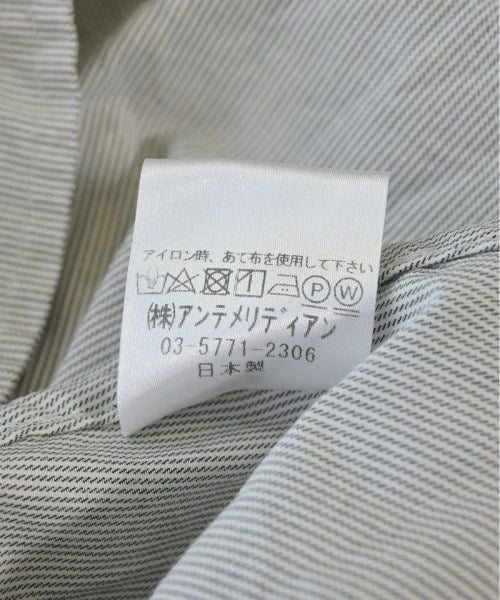 アイロン時、あて布を使用して下さい
P W
(株)アンテメリディアン
03-5771-2306
日本製